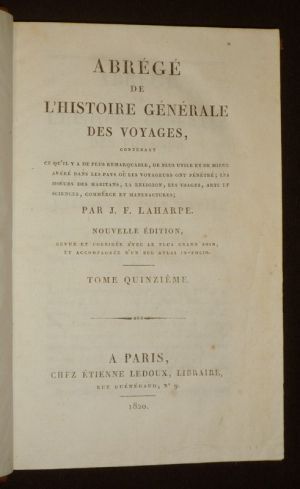 ABRÉGÉ
DE
L'HISTOIRE GÉNÉRALE
DES VOYAGES,
CONTENANT
CE QU'IL Y A DE PLUS REMARQUABLE, DE PLUS UTILE ET DE MIEUX
AVÉRÉ DANS LES PAYS OÙ LES VOYAGEURS ONT PÉNÉTRÉ; LES
MOEURS DES HABITANS, LA RELIGION, LES USAGES, ARTS ET
SCIENCES, COMMERCE ET MANUFACTURES;
PAR J. F. LAHARPE.
NOUVELLE ÉDITION,
REVUE ET CORRIGÉE AVEC LE PLUS GRAND SOIN,
ET ACCOMPAGNÉE D'UN BEL ATLAS IN-FOLIO.
TOME QUINZIÈME.
A PARIS,
CHEZ ÉTIENNE LEDOUX, LIBRAIRE,
RUE GUÉNÉGAUD, N° 9.
1820.